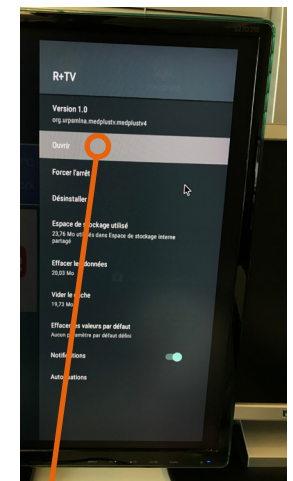 R+TV
Version 1.0
org.urpsmlna.medplustv.medplustv4
Ouvrir
Forcer l'arrêt
Désinstaller
Espace de stockage utilisé
23,76 Mo utilisés dans Espace de stockage interne
partagé
Effacer les données
20,03 Mo
Vider le cache
19,73 Mo
Effacer les valeurs par défaut
Aucun paramètre par défaut défini
Notifications
Autorisations